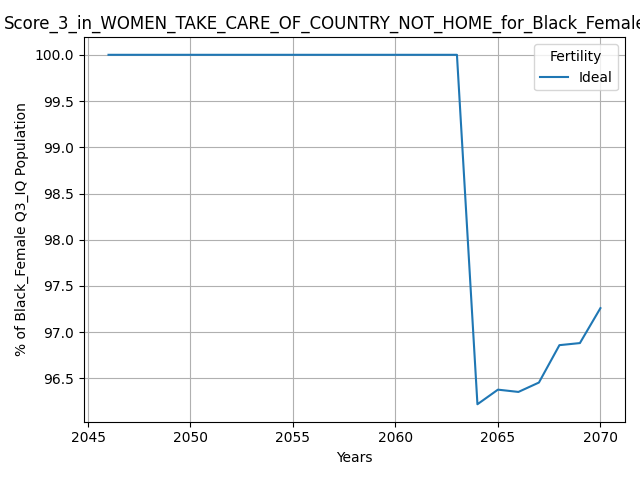 Score_3_in_WOMEN_TAKE_CARE_OF_COUNTRY_NOT_HOME_for_Black_Female
Fertility
Ideal
100.0
99.5
99.0
98.5
98.0
97.5
97.0
96.5
% of Black_Female Q3_IQ Population
2045 2050 2055 2060 2065 2070
Years